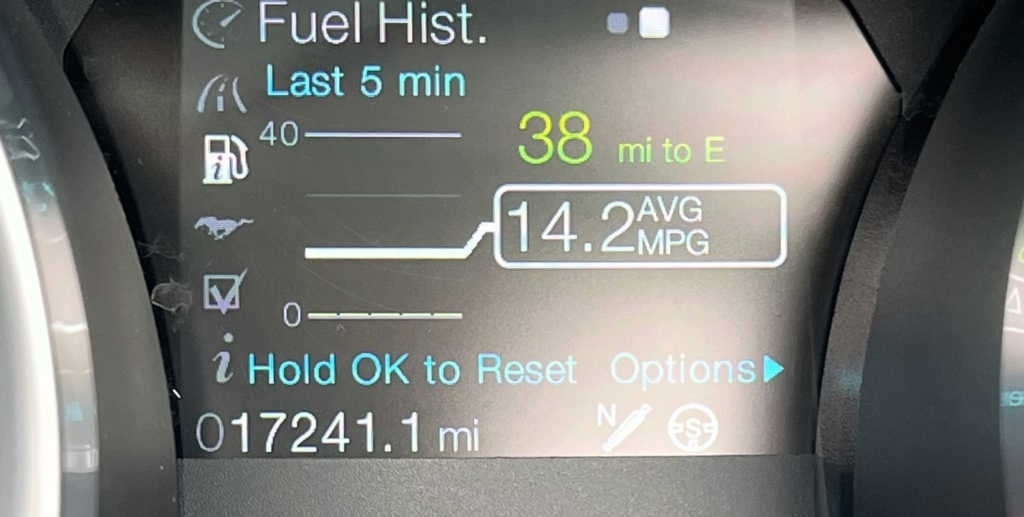 Fuel Hist.
Last 5 min
40
38 mi to E
14.2 AVG MPG
0
i Hold OK to Reset Options
017241.1 mi N S